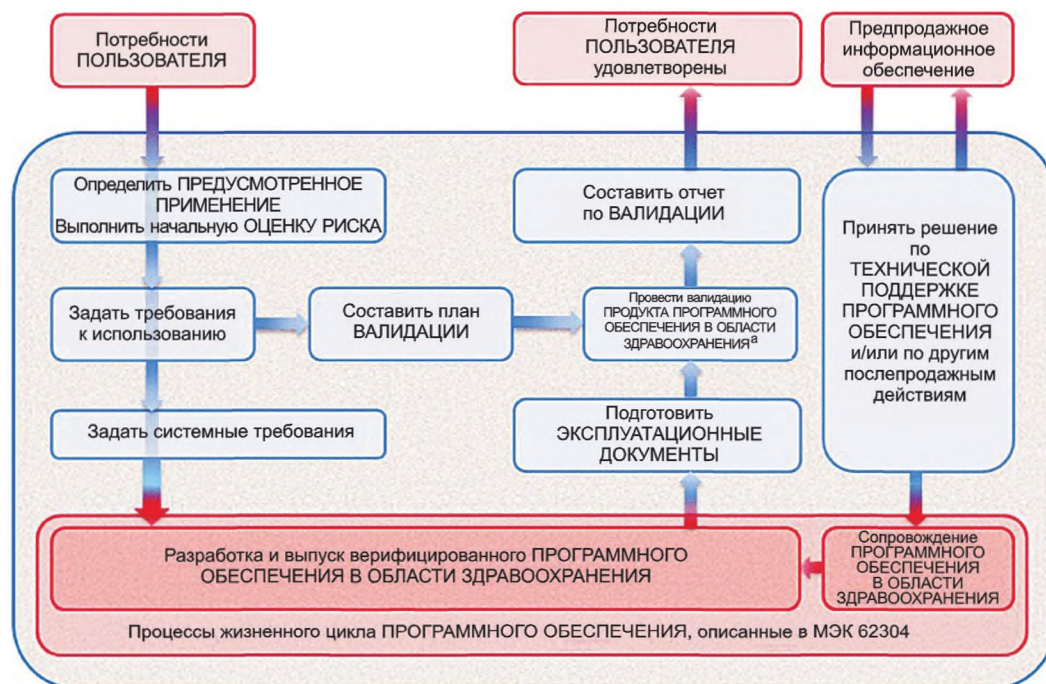 Потребности
ПОЛЬЗОВАТЕЛЯ
Потребности
ПОЛЬЗОВАТЕЛЯ
удовлетворены
Предпродажное
информационное
обеспечение
Определить ПРЕДУСМОТРЕННОЕ
ПРИМЕНЕНИЕ
Выполнить начальную ОЦЕНКУ РИСКА
Составить отчет
по ВАЛИДАЦИИ
Принять решение
по
ТЕХНИЧЕСКОЙ
ПОДДЕРЖКЕ
ПРОГРАММНОГО
ОБЕСПЕЧЕНИЯ
и/или по другим
послепродажным
действиям
Задать требования
к использованию
Составить план
ВАЛИДАЦИИ
Провести валидацию
ПРОДУКТА ПРОГРАММНОГО
ОБЕСПЕЧЕНИЯ В ОБЛАСТИ
ЗДРАВООХРАНЕНИЯа
Задать системные требования
Подготовить
ЭКСПЛУАТАЦИОННЫЕ
ДОКУМЕНТЫ
Разработка и выпуск верифицированного ПРОГРАММНОГО
ОБЕСПЕЧЕНИЯ В ОБЛАСТИ ЗДРАВООХРАНЕНИЯ
Сопровождение
ПРОГРАММНОГО
ОБЕСПЕЧЕНИЯ
В ОБЛАСТИ
ЗДРАВООХРАНЕНИЯ
Процессы жизненного цикла ПРОГРАММНОГО ОБЕСПЕЧЕНИЯ, описанные в МЭК 62304